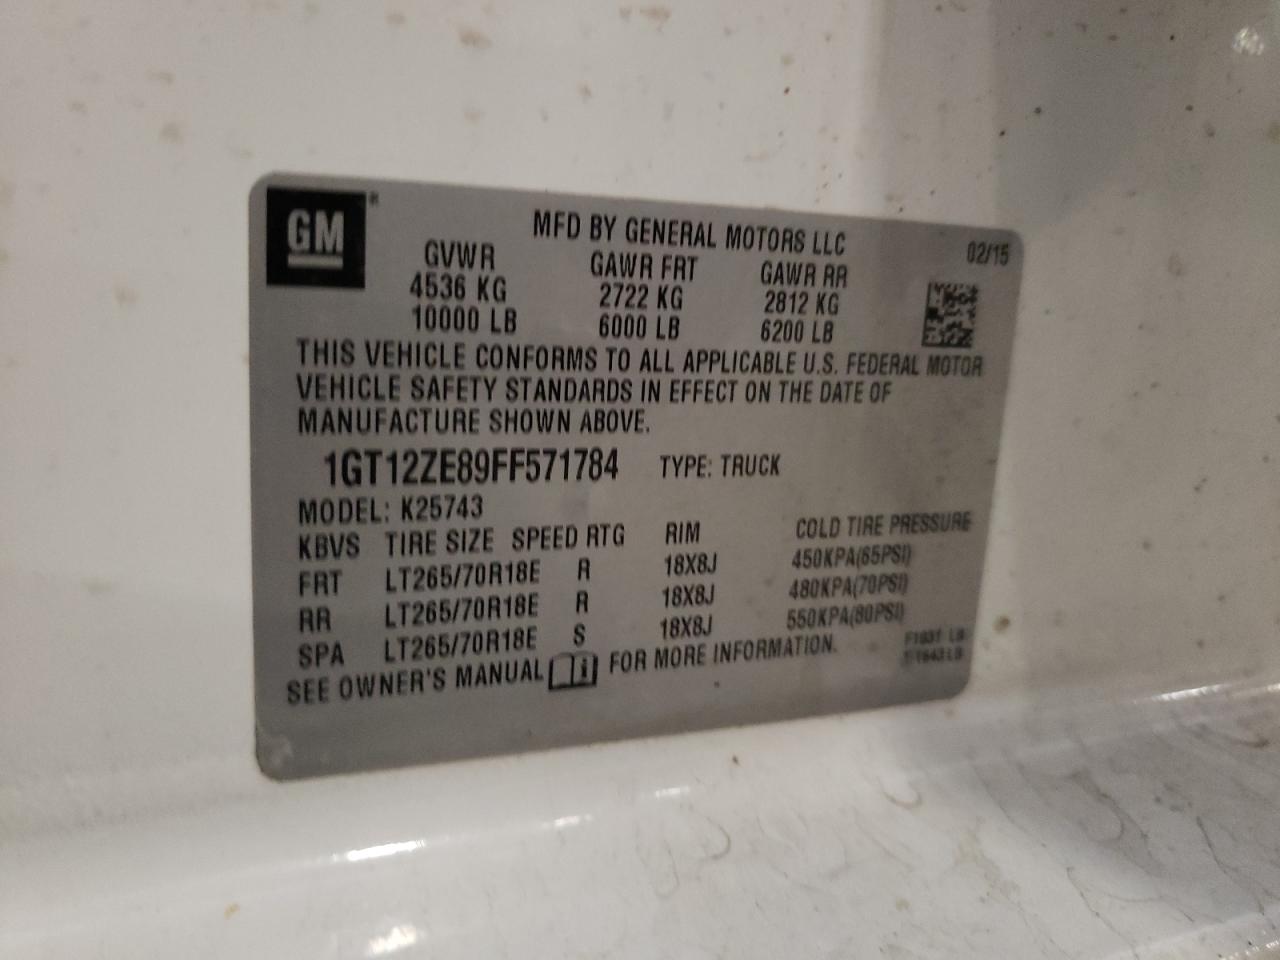 GM ®
MFD BY GENERAL MOTORS LLC 02/15
GVWR GAWR FRT GAWR RR
4536 KG 2722 KG 2812 KG
10000 LB 6000 LB 6200 LB
THIS VEHICLE CONFORMS TO ALL APPLICABLE U.S. FEDERAL MOTOR
VEHICLE SAFETY STANDARDS IN EFFECT ON THE DATE OF
MANUFACTURE SHOWN ABOVE.
1GT12ZE89FF571784 TYPE: TRUCK
MODEL: K25743
KBVS TIRE SIZE SPEED RTG RIM COLD TIRE PRESSURE
FRT LT265/70R18E R 18X8J 450KPA(65PSI)
RR LT265/70R18E R 18X8J 480KPA(70PSI)
SPA LT265/70R18E S 18X8J 550KPA(80PSI)
SEE OWNER'S MANUAL FOR MORE INFORMATION.